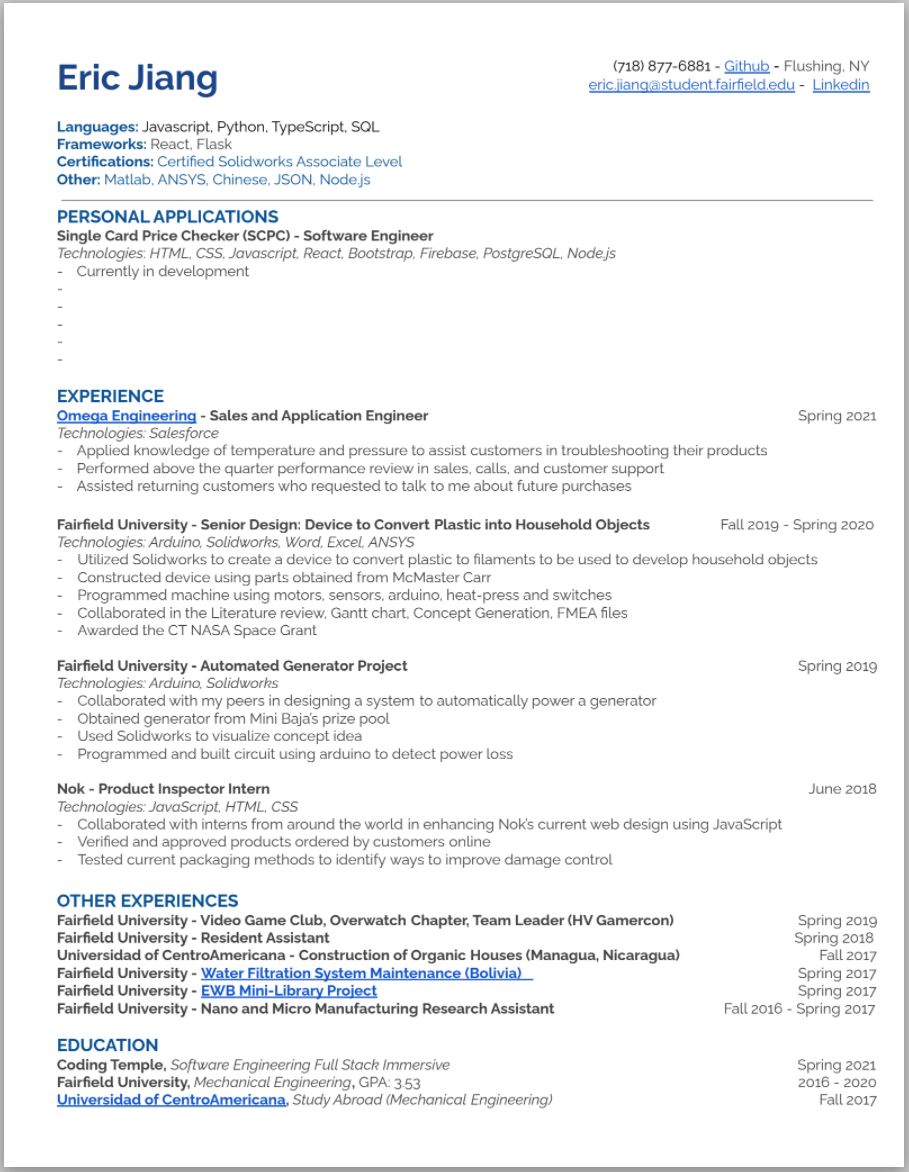 Eric Jiang
(718) 877-6881 - Github - Flushing, NY
eric.jiang@student.fairfield.edu - Linkedin
Languages: Javascript, Python, TypeScript, SQL
Frameworks: React, Flask
Certifications: Certified Solidworks Associate Level
Other: Matlab, ANSYS, Chinese, JSON, Node.js
PERSONAL APPLICATIONS
Single Card Price Checker (SCPC) - Software Engineer
Technologies: HTML, CSS, Javascript, React, Bootstrap, Firebase, PostgreSQL, Node.js
- Currently in development
-
-
-
-
-
EXPERIENCE
Omega Engineering - Sales and Application Engineer Spring 2021
Technologies: Salesforce
- Applied knowledge of temperature and pressure to assist customers in troubleshooting their products
- Performed above the quarter performance review in sales, calls, and customer support
- Assisted returning customers who requested to talk to me about future purchases
Fairfield University - Senior Design: Device to Convert Plastic into Household Objects Fall 2019 - Spring 2020
Technologies: Arduino, Solidworks, Word, Excel, ANSYS
- Utilized Solidworks to create a device to convert plastic to filaments to be used to develop household objects
- Constructed device using parts obtained from McMaster Carr
- Programmed machine using motors, sensors, arduino, heat-press and switches
- Collaborated in the Literature review, Gantt chart, Concept Generation, FMEA files
- Awarded the CT NASA Space Grant
Fairfield University - Automated Generator Project Spring 2019
Technologies: Arduino, Solidworks
- Collaborated with my peers in designing a system to automatically power a generator
- Obtained generator from Mini Baja's prize pool
- Used Solidworks to visualize concept idea
- Programmed and built circuit using arduino to detect power loss
Nok - Product Inspector Intern June 2018
Technologies: JavaScript, HTML, CSS
- Collaborated with interns from around the world in enhancing Nok's current web design using JavaScript
- Verified and approved products ordered by customers online
- Tested current packaging methods to identify ways to improve damage control
OTHER EXPERIENCES
Fairfield University - Video Game Club, Overwatch Chapter, Team Leader (HV Gamercon) Spring 2019
Fairfield University - Resident Assistant Spring 2018
Universidad of CentroAmericana - Construction of Organic Houses (Managua, Nicaragua) Fall 2017
Fairfield University - Water Filtration System Maintenance (Bolivia) Spring 2017
Fairfield University - EWB Mini-Library Project Spring 2017
Fairfield University - Nano and Micro Manufacturing Research Assistant Fall 2016 - Spring 2017
EDUCATION
Coding Temple, Software Engineering Full Stack Immersive Spring 2021
Fairfield University, Mechanical Engineering, GPA: 3.53 2016 - 2020
Universidad of CentroAmericana, Study Abroad (Mechanical Engineering) Fall 2017